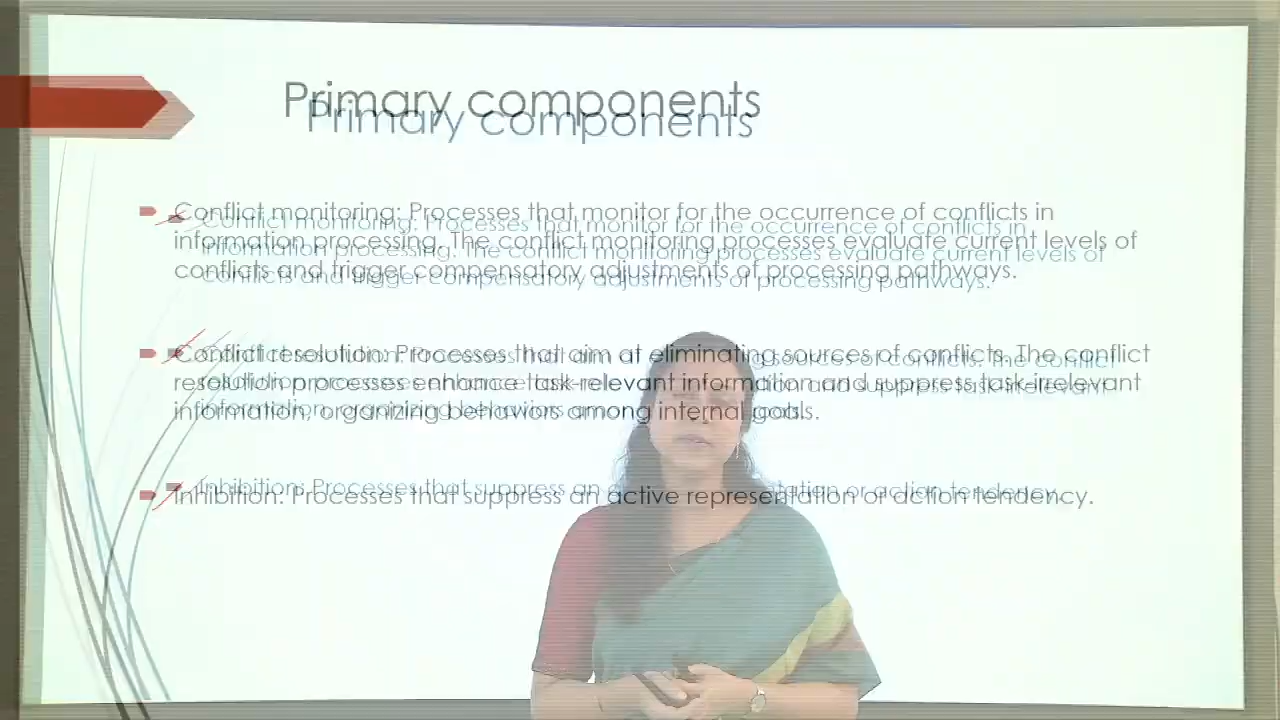 Primary components
Conflict monitoring: Processes that monitor for the occurrence of conflicts in
information processing. The conflict monitoring processes evaluate current levels of
conflicts and trigger compensatory adjustments of processing pathways.
Conflict resolution: Processes that aim at eliminating sources of conflicts. The conflict
resolution processes enhance task-relevant information and suppress task-irrelevant
information, organizing behaviors among internal goals.
Inhibition: Processes that suppress an active representation or action tendency.